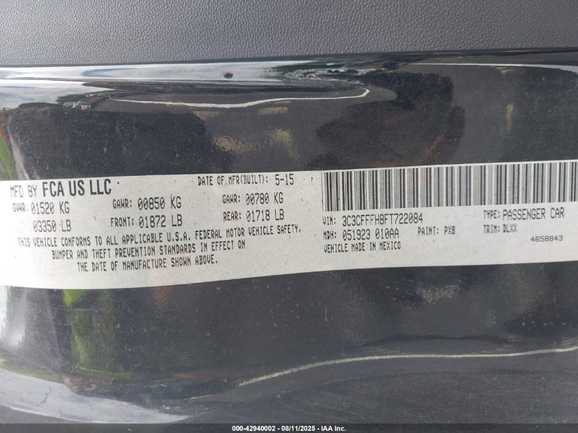 MFD BY FCA US LLC DATE OF MFR(BUILT): 5-15
GVWR: 01520 KG GAWR: 00850 KG GAWR: 00780 KG
03350 LB FRONT: 01872 LB REAR: 01718 LB
THIS VEHICLE CONFORMS TO ALL APPLICABLE U.S.A. FEDERAL MOTOR VEHICLE SAFETY,
BUMPER AND THEFT PREVENTION STANDARDS IN EFFECT ON
THE DATE OF MANUFACTURE SHOWN ABOVE.
VIN: 3C3CFFFH8FT722084 TYPE: PASSENGER CAR
MDH: 051923 010AA PAINT: PX8 TRIM: DLXX
VEHICLE MADE IN MEXICO 4658843
000-42940002 - 08/11/2025 - IAA Inc.